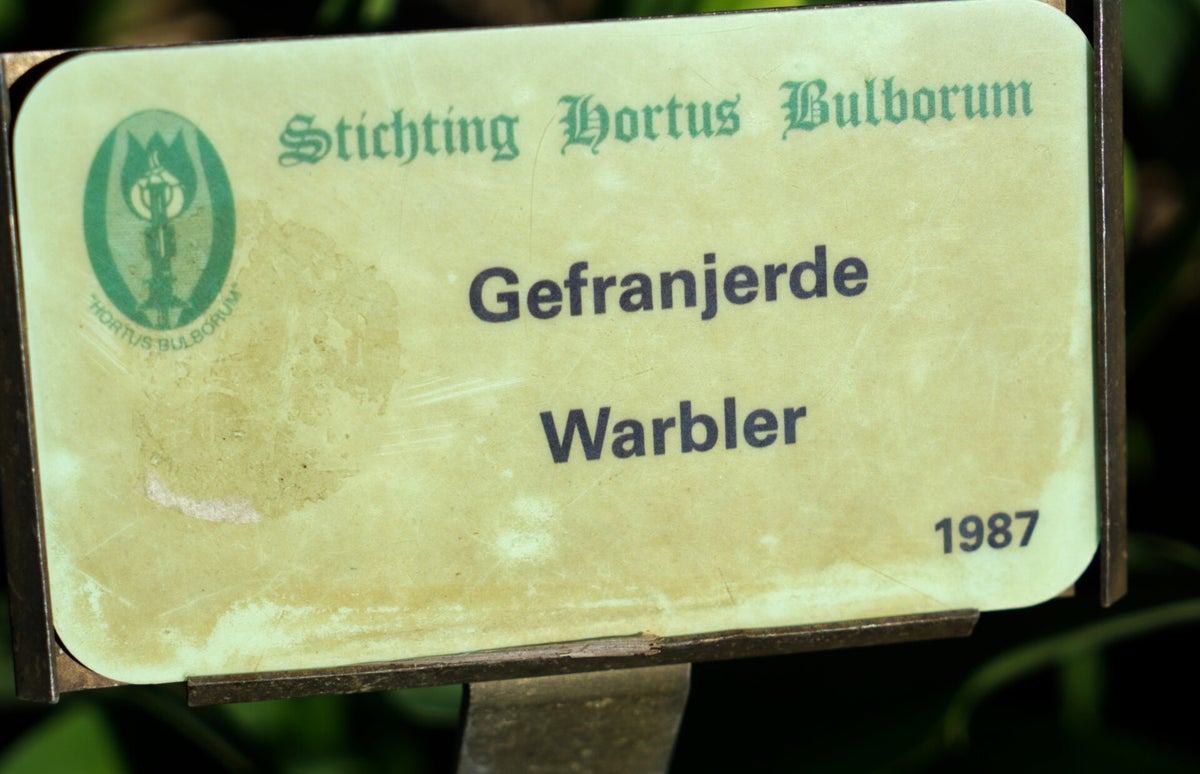 Stichting Hortus Bulborum
"HORTUS BULBORUM"
Gefranjerde
Warbler
1987